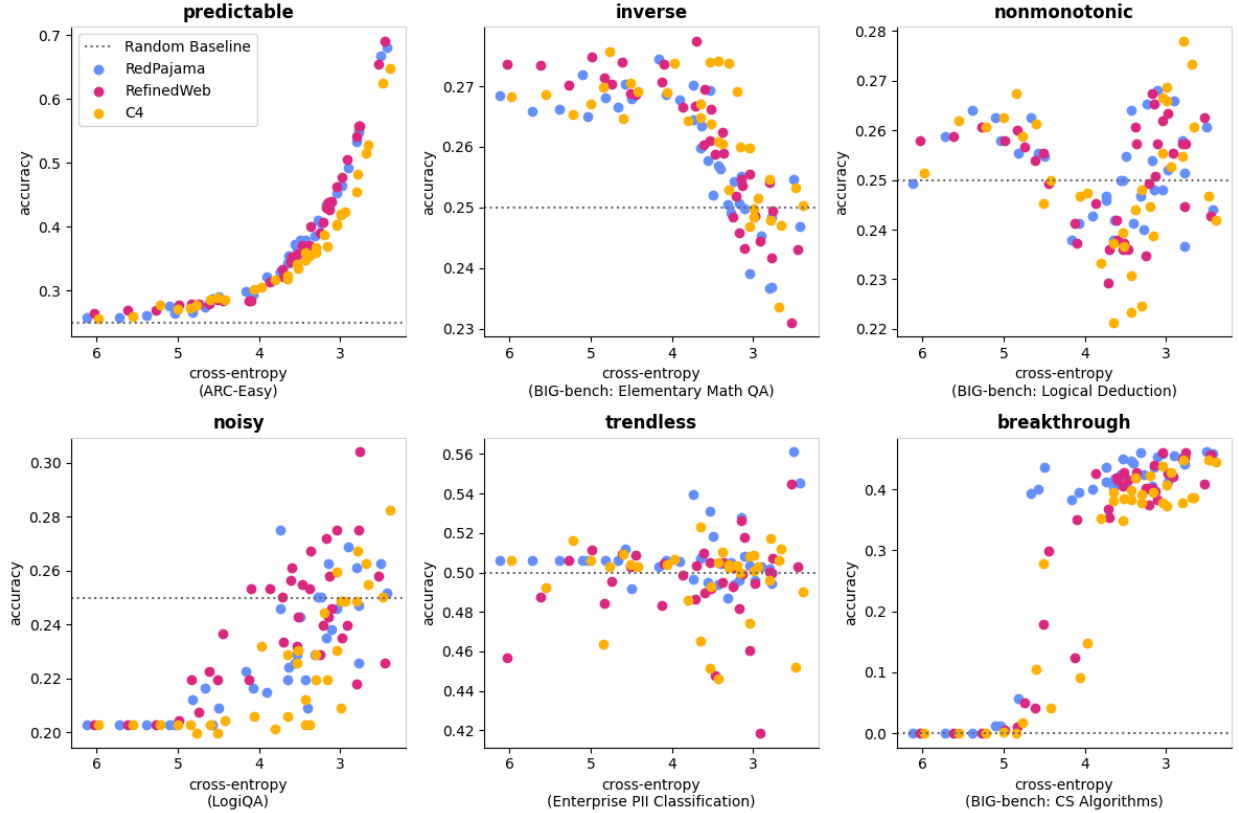 predictable
0.7
0.6
0.5
0.4
0.3
accuracy
Random Baseline
RedPajama
RefinedWeb
C4
6 5 4 3
cross-entropy
(ARC-Easy)
inverse
0.27
0.26
0.25
0.24
0.23
accuracy
6 5 4 3
cross-entropy
(BIG-bench: Elementary Math QA)
nonmonotonic
0.28
0.27
0.26
0.25
0.24
0.23
0.22
accuracy
6 5 4 3
cross-entropy
(BIG-bench: Logical Deduction)
noisy
0.30
0.28
0.26
0.24
0.22
0.20
accuracy
6 5 4 3
cross-entropy
(LogiQA)
trendless
0.56
0.54
0.52
0.50
0.48
0.46
0.44
0.42
accuracy
6 5 4 3
cross-entropy
(Enterprise PII Classification)
breakthrough
0.4
0.3
0.2
0.1
0.0
accuracy
6 5 4 3
cross-entropy
(BIG-bench: CS Algorithms)